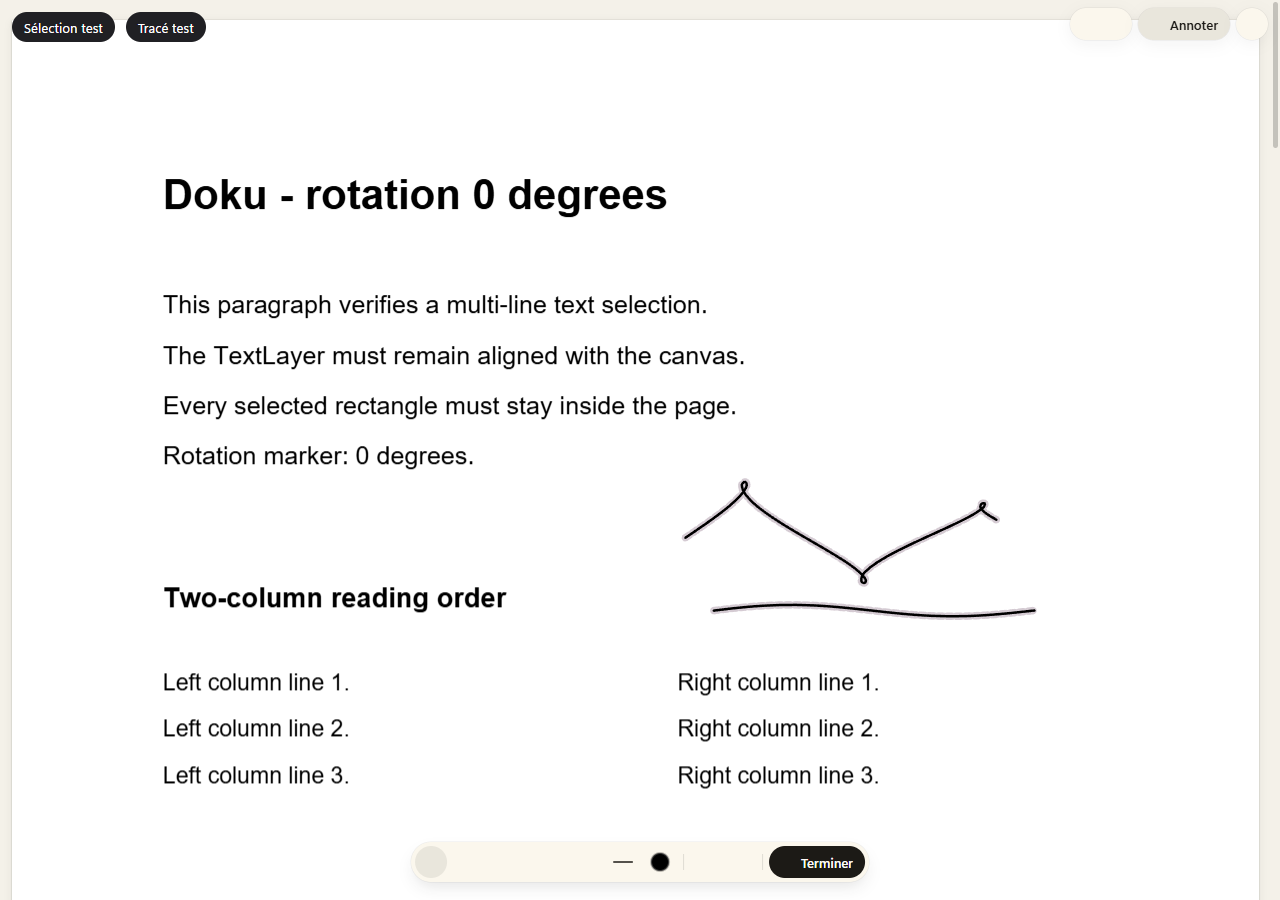 Sélection test
Tracé test
Annoter
Doku - rotation 0 degrees
This paragraph verifies a multi-line text selection.
The TextLayer must remain aligned with the canvas.
Every selected rectangle must stay inside the page.
Rotation marker: 0 degrees.
Two-column reading order
Left column line 1.
Left column line 2.
Left column line 3.
Right column line 1.
Right column line 2.
Right column line 3.
Terminer